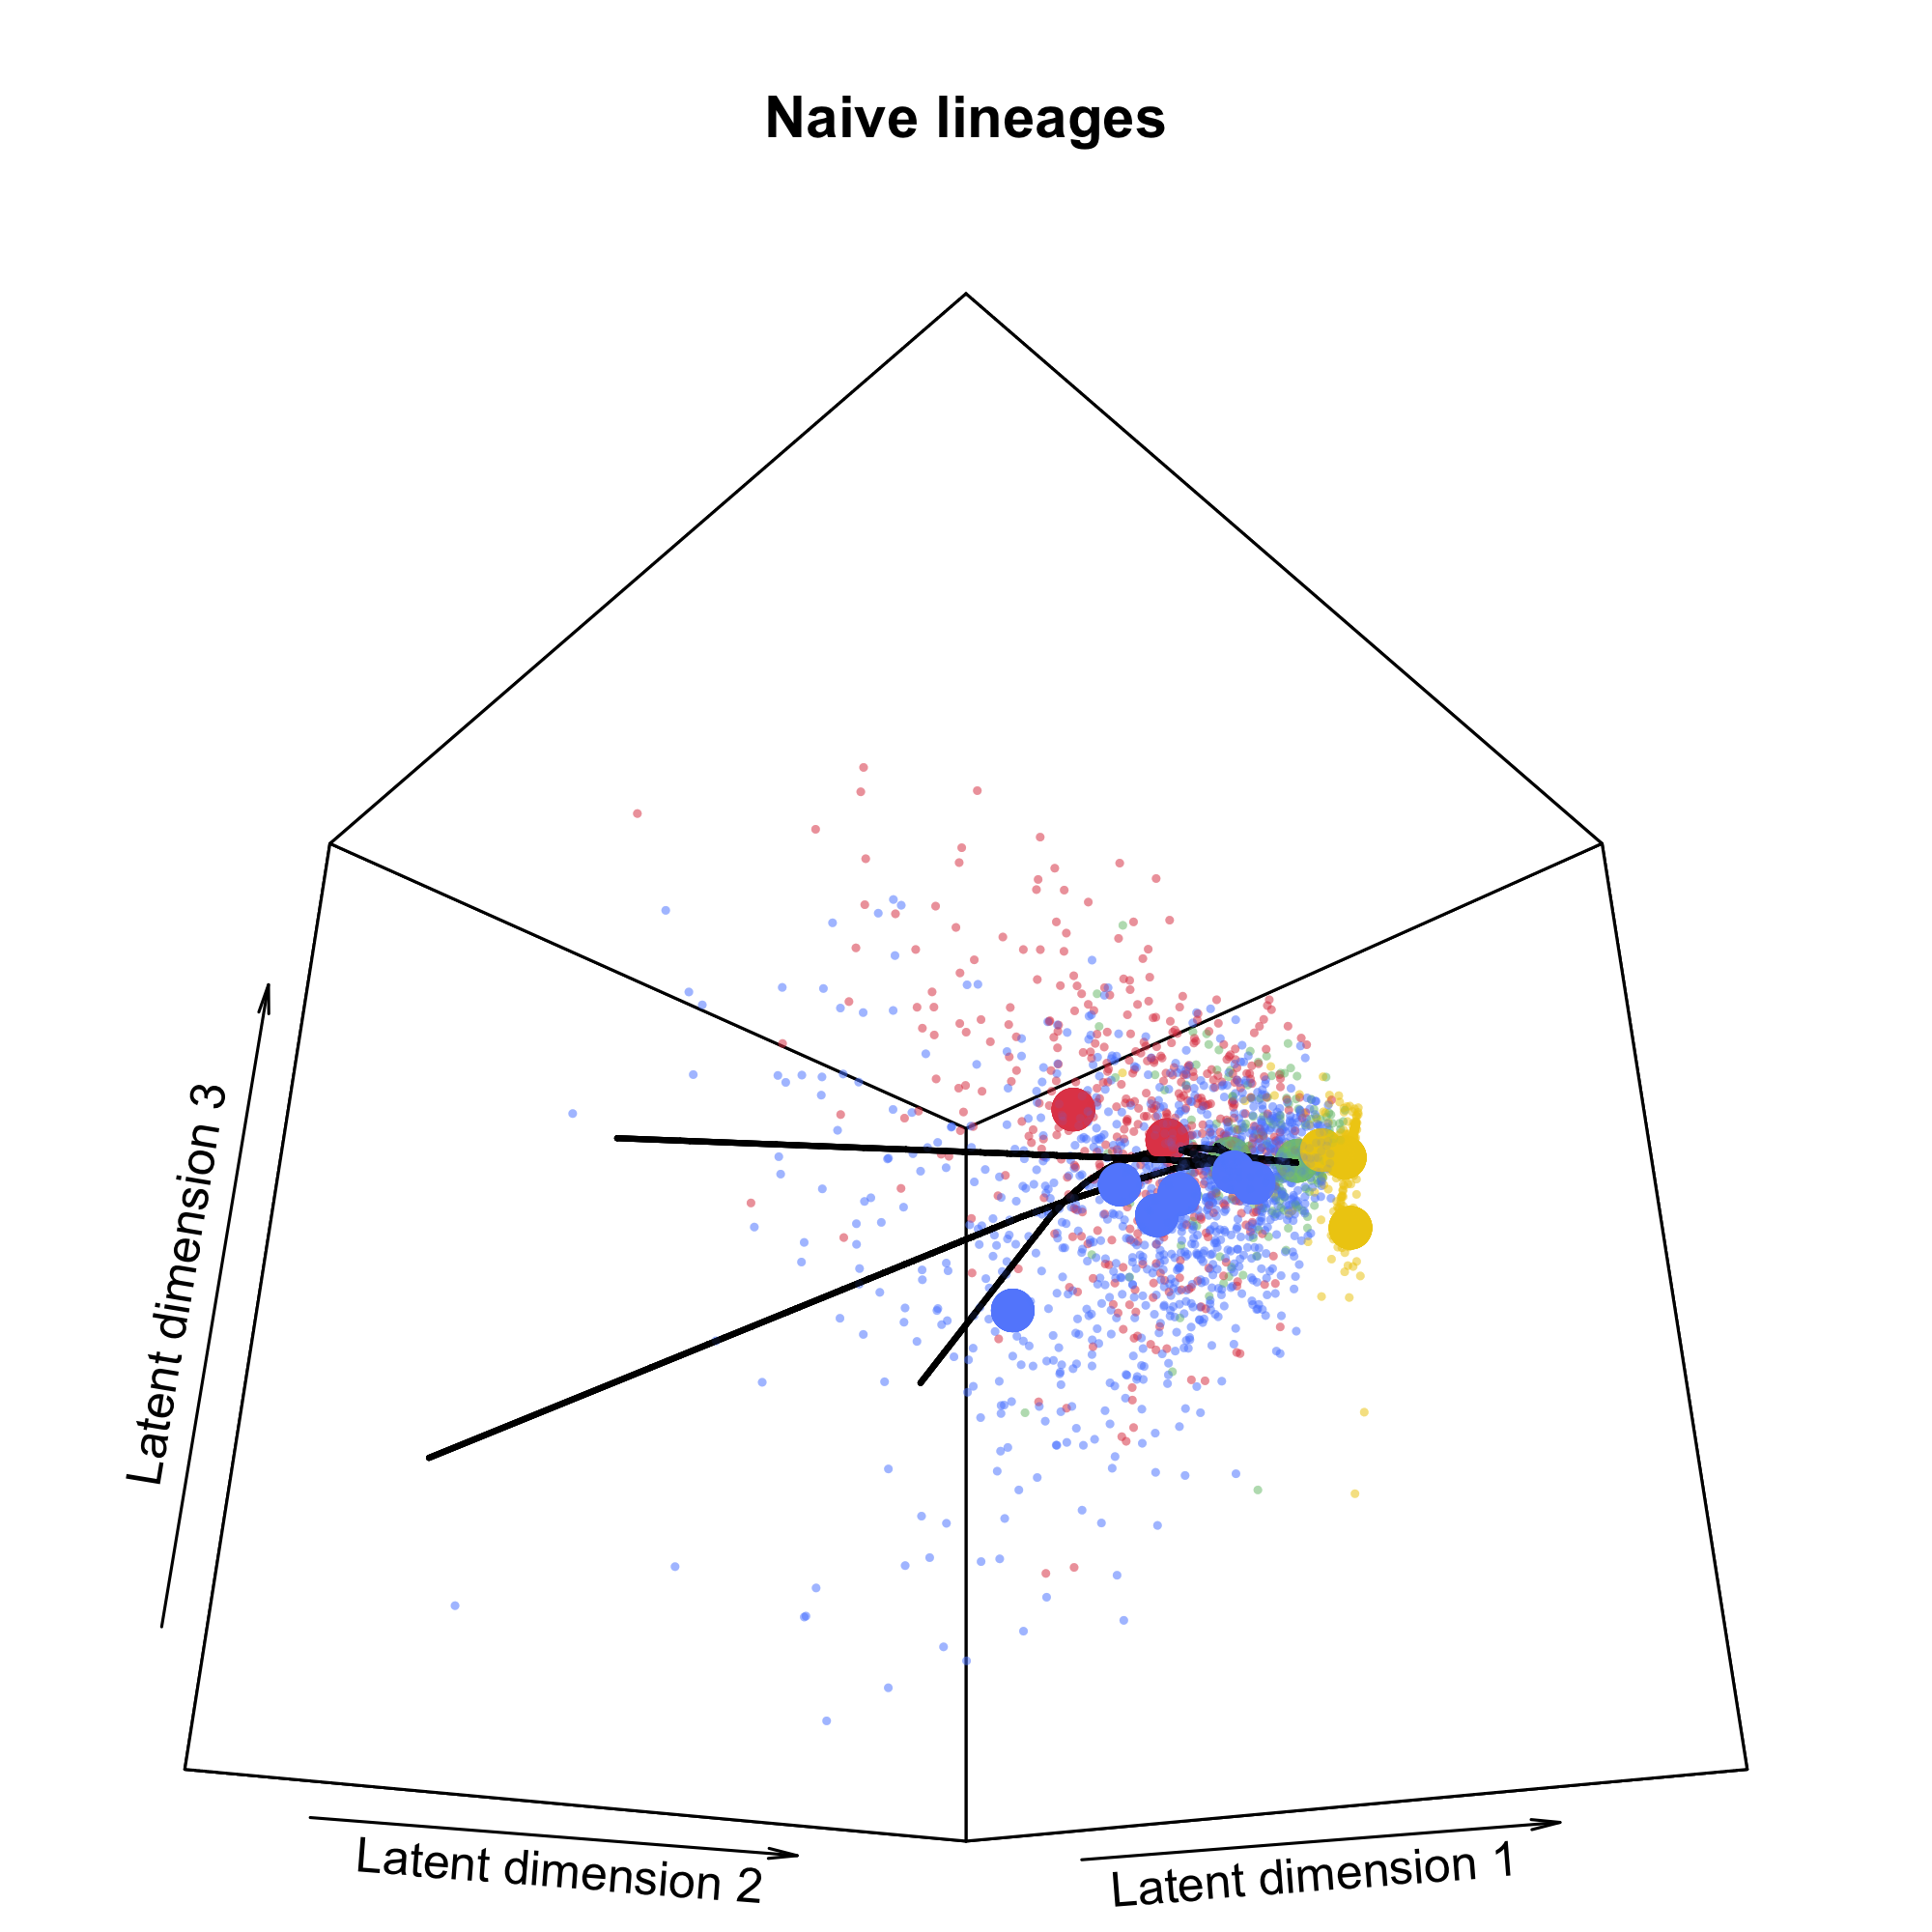 Naive lineages
Latent dimension 3
Latent dimension 2
Latent dimension 1